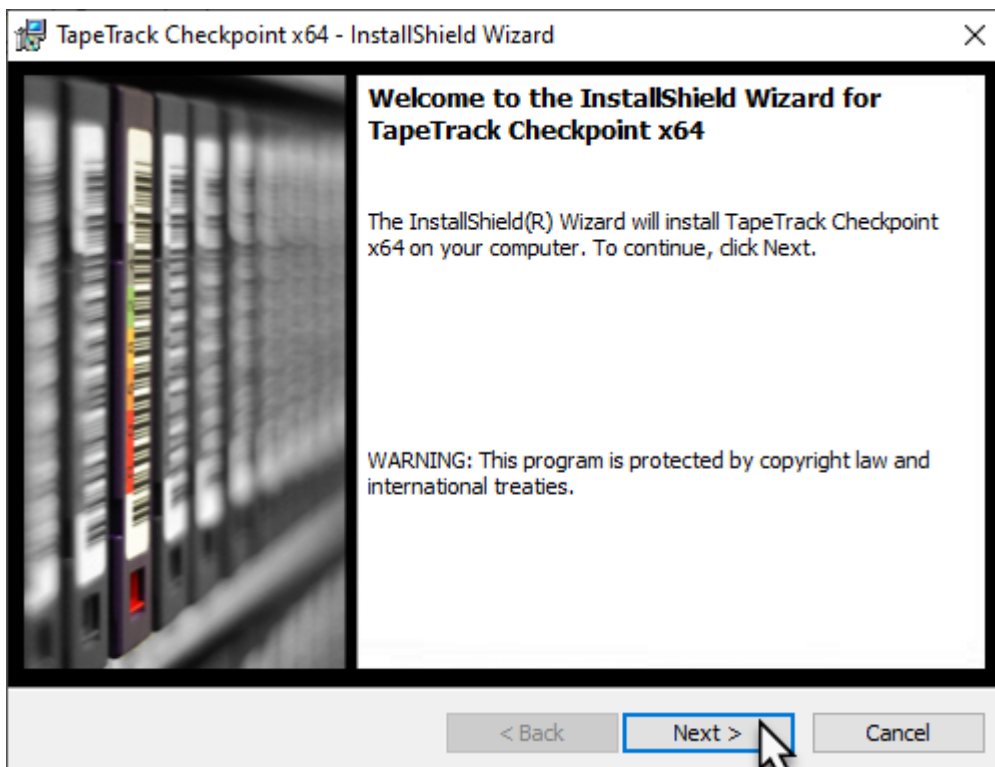 TapeTrack Checkpoint x64 - InstallShield Wizard
Welcome to the InstallShield Wizard for
TapeTrack Checkpoint x64
The InstallShield(R) Wizard will install TapeTrack Checkpoint
x64 on your computer. To continue, click Next.
WARNING: This program is protected by copyright law and
international treaties.
< Back
Next >
Cancel